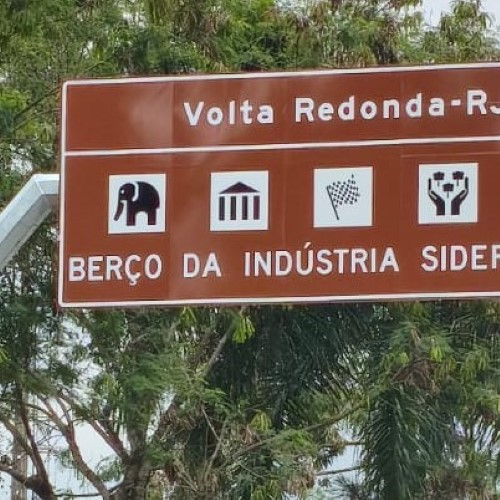 Volta Redonda-RJ
BERÇO DA INDÚSTRIA SIDER